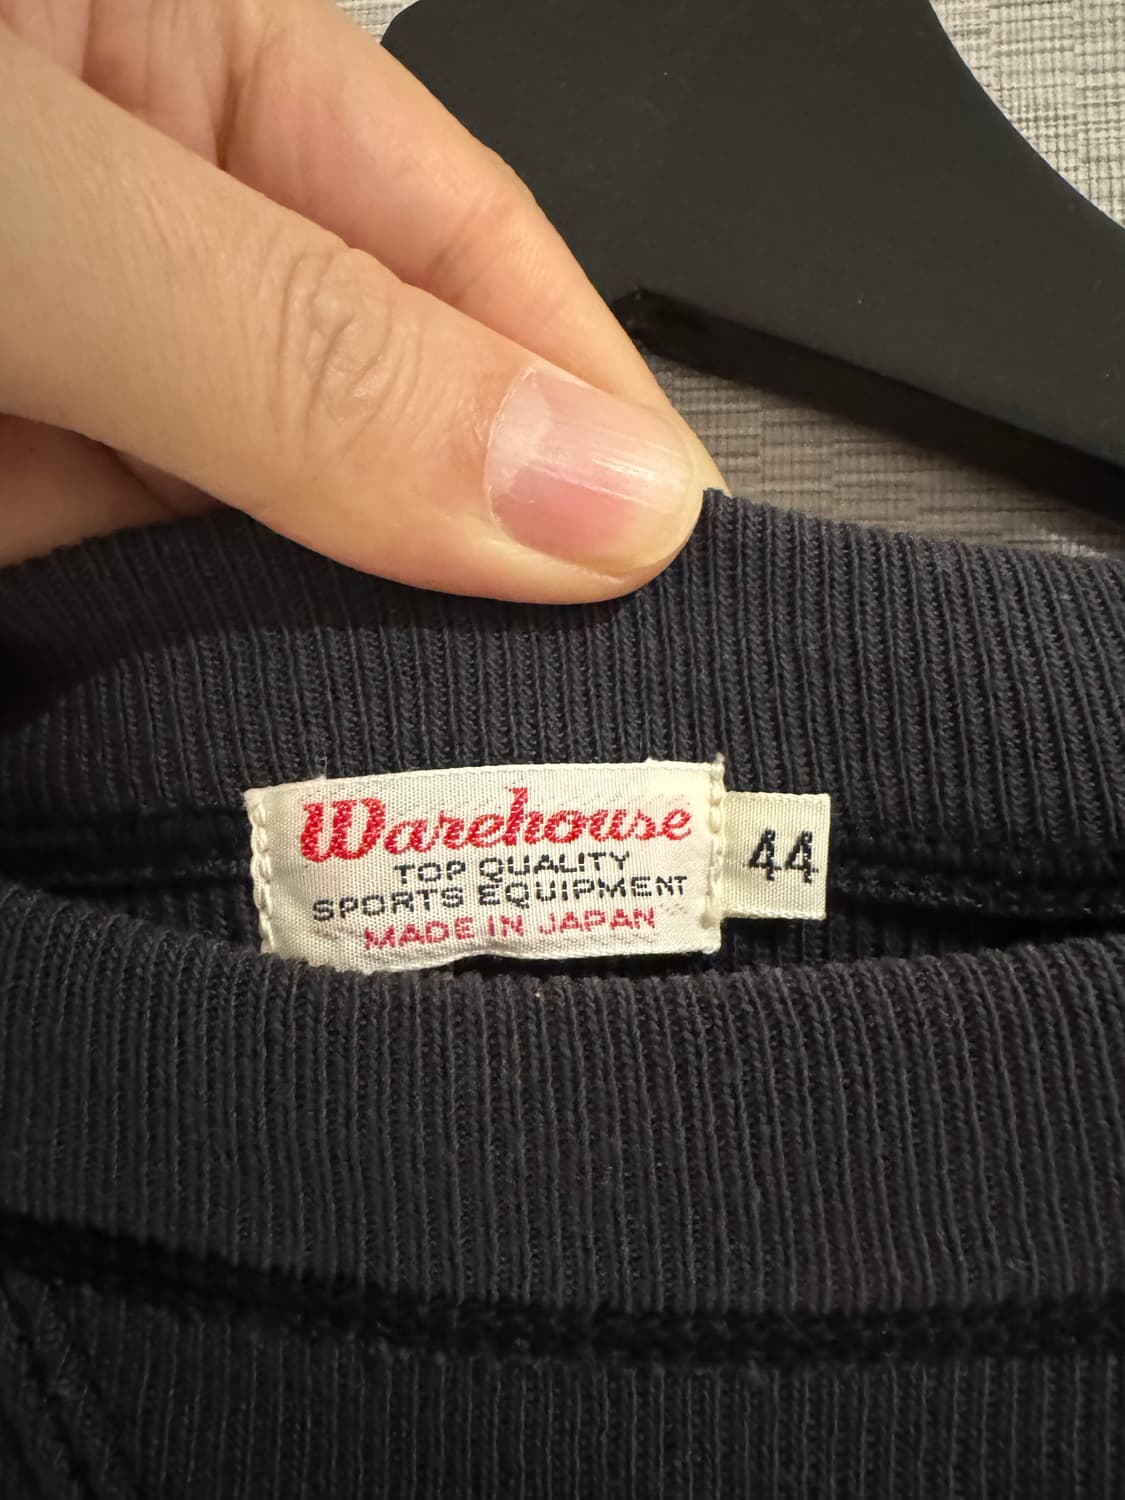 Warehouse
TOP QUALITY
SPORTS EQUIPMENT
MADE IN JAPAN
44